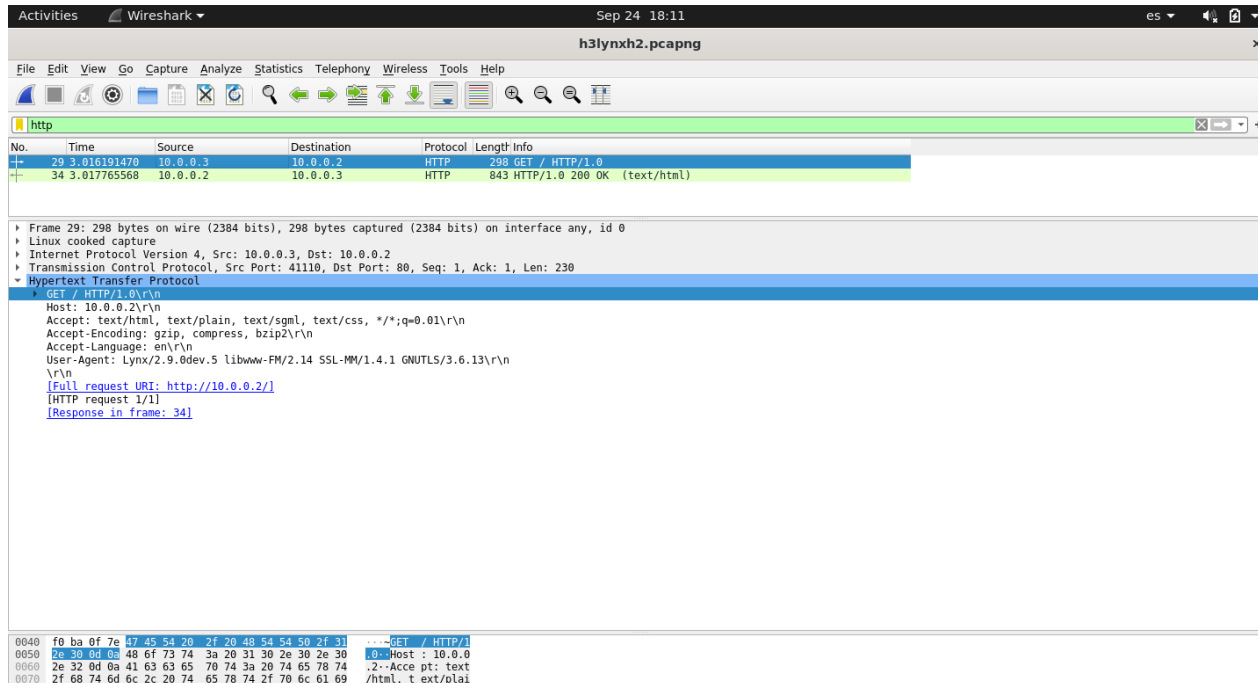 Activities Wireshark Sep 24 18:11 es
h3lynxh2.pcapng
File Edit View Go Capture Analyze Statistics Telephony Wireless Tools Help
http
No. Time Source Destination Protocol Length Info
29 3.016191470 10.0.0.3 10.0.0.2 HTTP 298 GET / HTTP/1.0
34 3.017765568 10.0.0.2 10.0.0.3 HTTP 843 HTTP/1.0 200 OK (text/html)
Frame 29: 298 bytes on wire (2384 bits), 298 bytes captured (2384 bits) on interface any, id 0
Linux cooked capture
Internet Protocol Version 4, Src: 10.0.0.3, Dst: 10.0.0.2
Transmission Control Protocol, Src Port: 41110, Dst Port: 80, Seq: 1, Ack: 1, Len: 230
Hypertext Transfer Protocol
GET / HTTP/1.0\r\n
Host: 10.0.0.2\r\n
Accept: text/html, text/plain, text/sgml, text/css, */*;q=0.01\r\n
Accept-Encoding: gzip, compress, bzip2\r\n
Accept-Language: en\r\n
User-Agent: Lynx/2.9.0dev.5 libwww-FM/2.14 SSL-MM/1.4.1 GNUTLS/3.6.13\r\n
\r\n
[Full request URI: http://10.0.0.2/]
[HTTP request 1/1]
[Response in frame: 34]
0040 f0 ba 0f 7e 47 45 54 20 2f 20 48 54 54 50 2f 31 ···~GET / HTTP/1
0050 2e 30 0d 0a 48 6f 73 74 3a 20 31 30 2e 30 2e 30 .0··Host : 10.0.0
0060 2e 32 0d 0a 41 63 63 65 70 74 3a 20 74 65 78 74 .2··Acce pt: text
0070 2f 68 74 6d 6c 2c 20 74 65 78 74 2f 70 6c 61 69 /html, t ext/plai